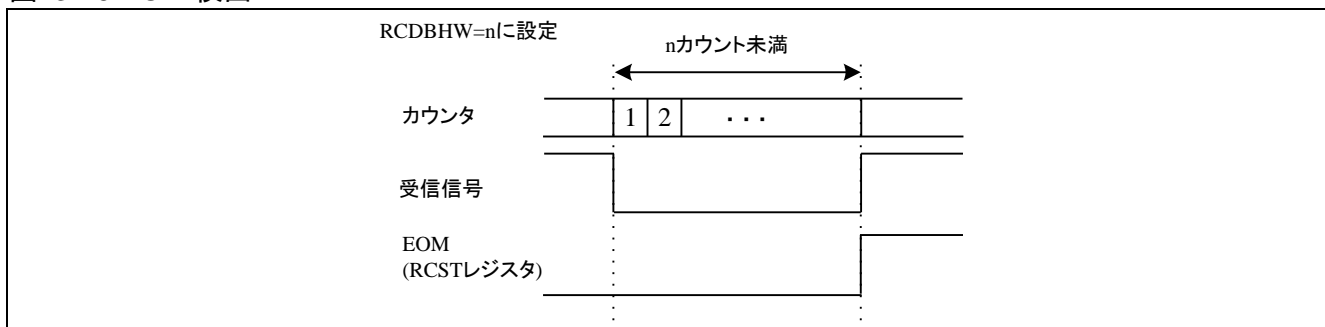 RCDBHW=nに設定
nカウント未満
カウンタ
1 2 ・・・
受信信号
EOM
(RCSTレジスタ)